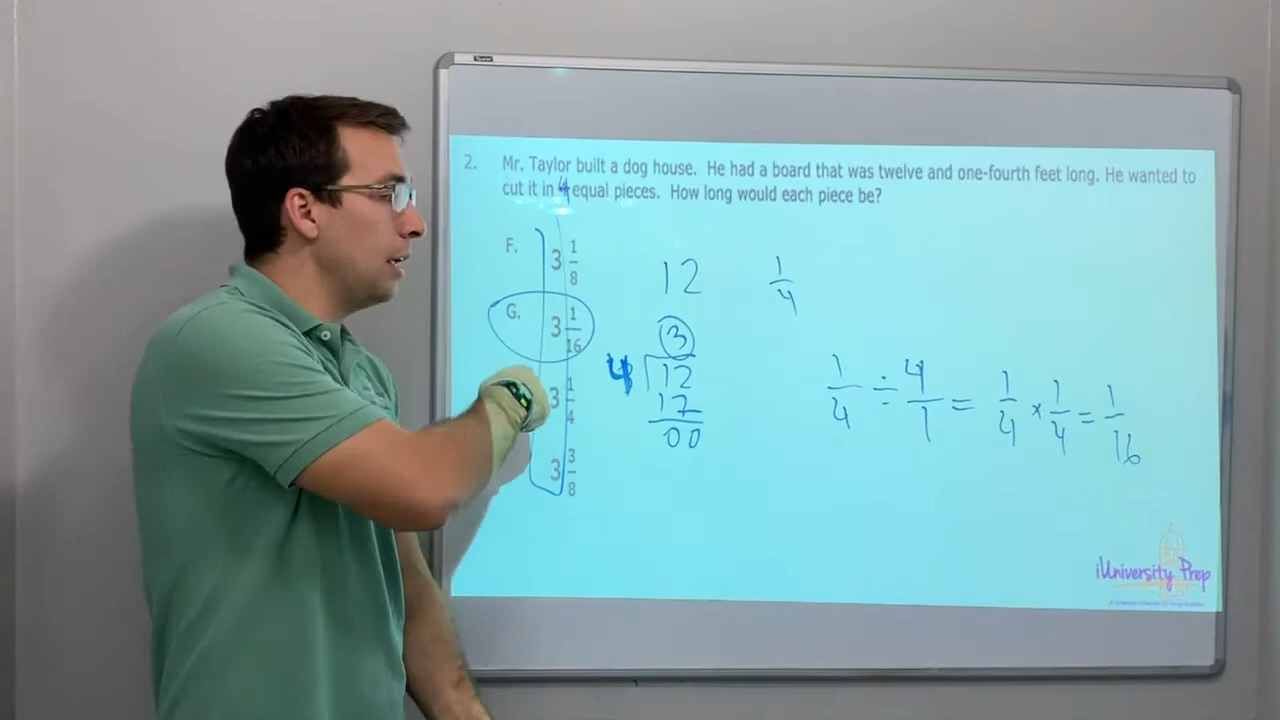 2. Mr. Taylor built a dog house. He had a board that was twelve and one-fourth feet long. He wanted to
cut it in 4 equal pieces. How long would each piece be?
F. 3 1/8
G. 3 1/16
3 1/4
3 3/8
12 1/4
3
4 12
12
00
1/4 ÷ 4/1 = 1/4 × 1/4 = 1/16
iUniversity Prep